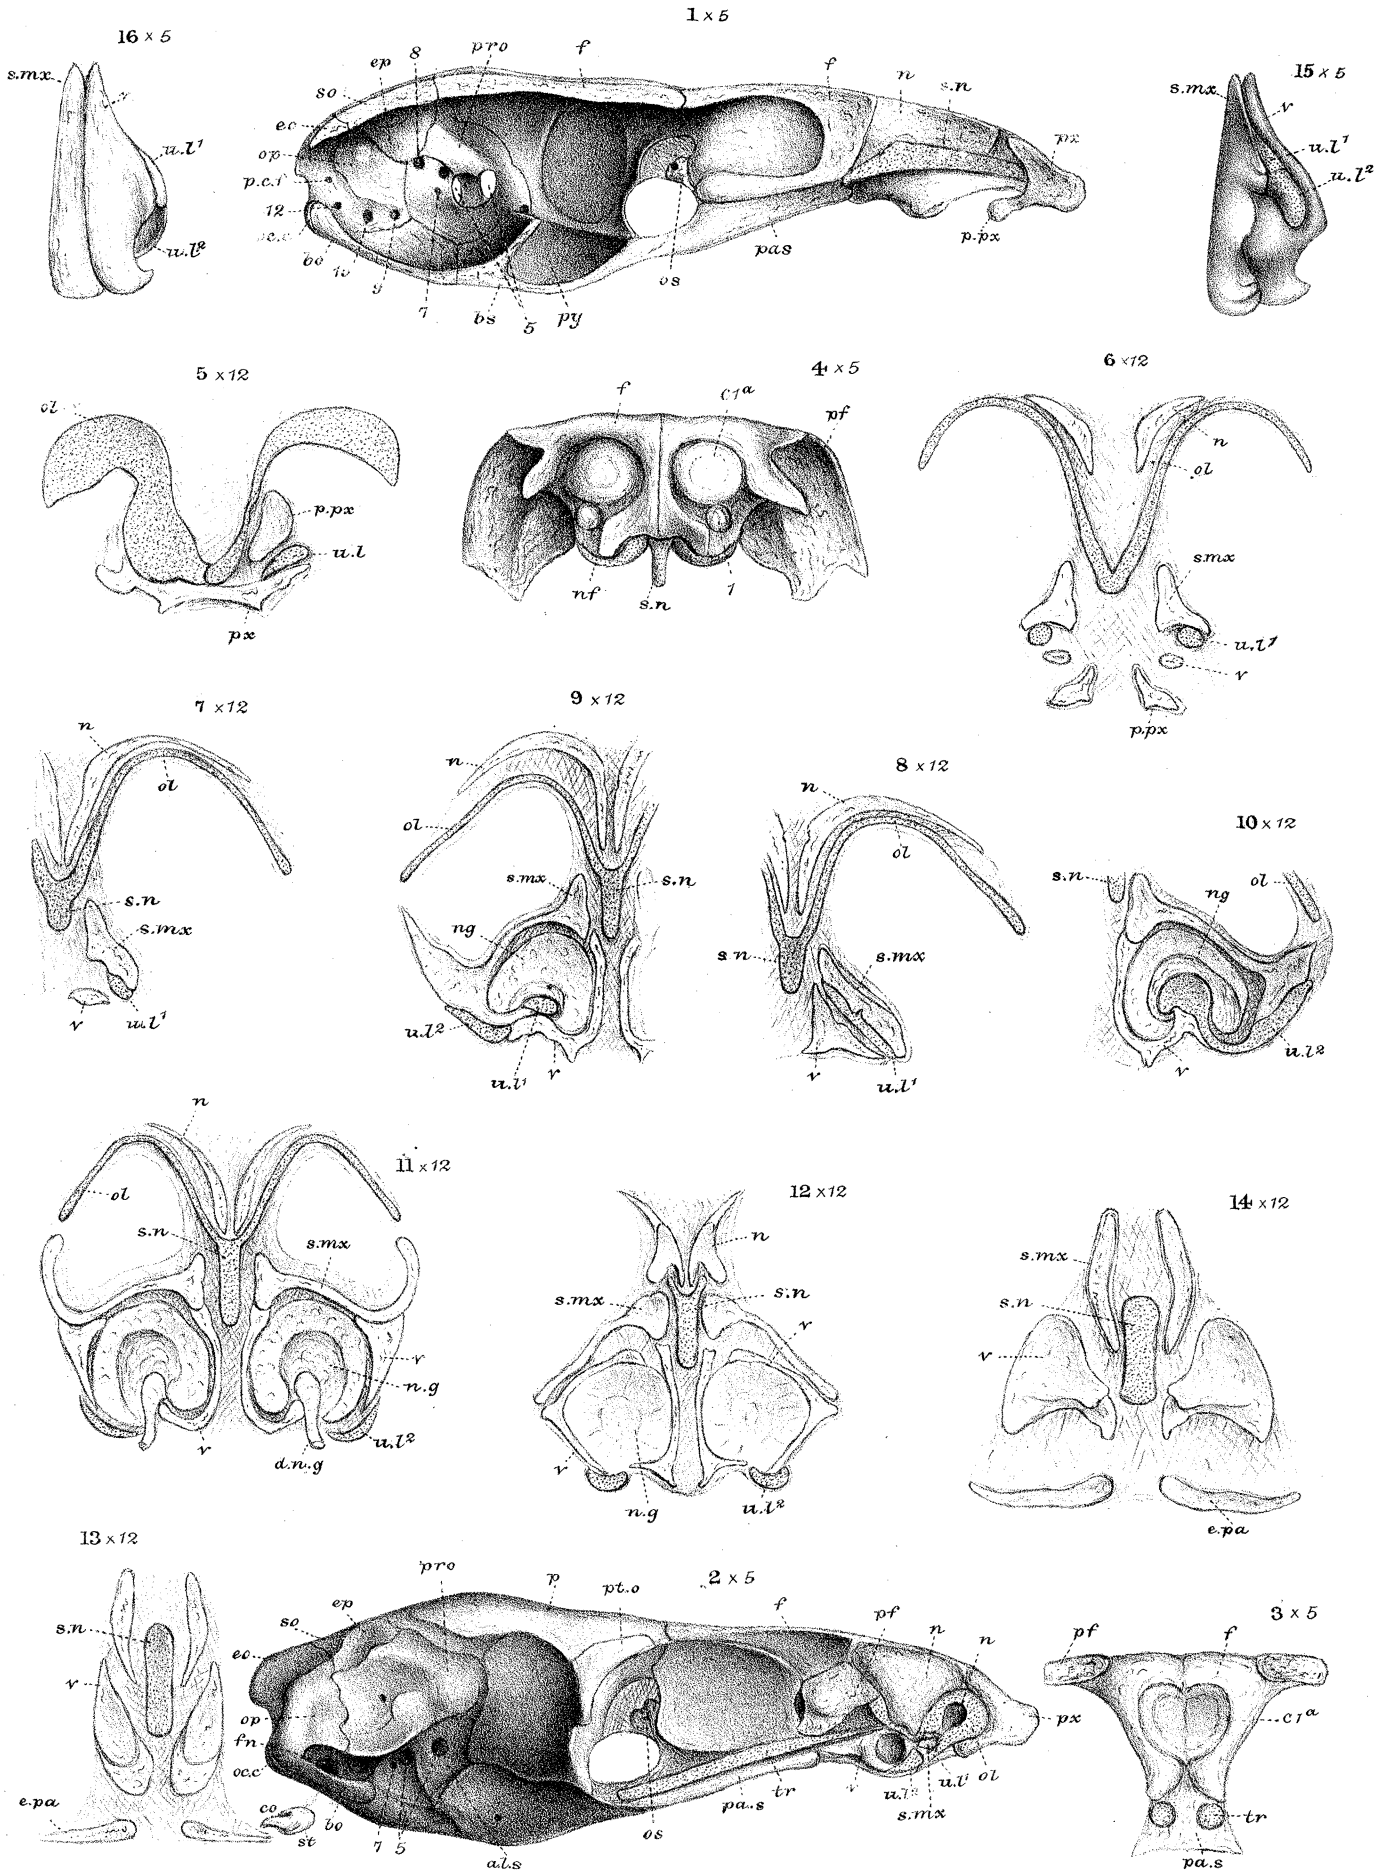 16 x 5
s.mx
v
u.l¹
u.l²
1 x 5
so
ep
8
pro
f
f
n
s.n
px
eo
op
p.c.f
12
oc.c
bo
10
9
7
bs
5
py
os
pas
p.px
15 x 5
s.mx
v
u.l¹
u.l²
5 x 12
ol
p.px
u.l
px
4 x 5
f
c1ᵃ
pf
nf
s.n
1
6 x 12
n
ol
s.mx
u.l¹
v
p.px
7 x 12
n
ol
s.n
s.mx
v
u.l¹
9 x 12
n
ol
s.mx
s.n
ng
u.l²
u.l¹
v
8 x 12
n
ol
s.n
s.mx
v
u.l¹
10 x 12
s.n
ol
ng
u.l²
v
11 x 12
n
ol
s.n
s.mx
v
n.g
v
u.l²
d.n.g
12 x 12
n
s.mx
s.n
v
v
n.g
u.l²
14 x 12
s.mx
s.n
v
e.pa
13 x 12
s.n
v
e.pa
2 x 5
so
ep
pro
p
pt.o
f
pf
n
n
eo
op
fn
oc.c
co
st
bo
7
5
al.s
os
pa.s
tr
v
u.l²
s.mx
u.l¹
ol
px
3 x 5
pf
f
c1ᵃ
tr
pa.s